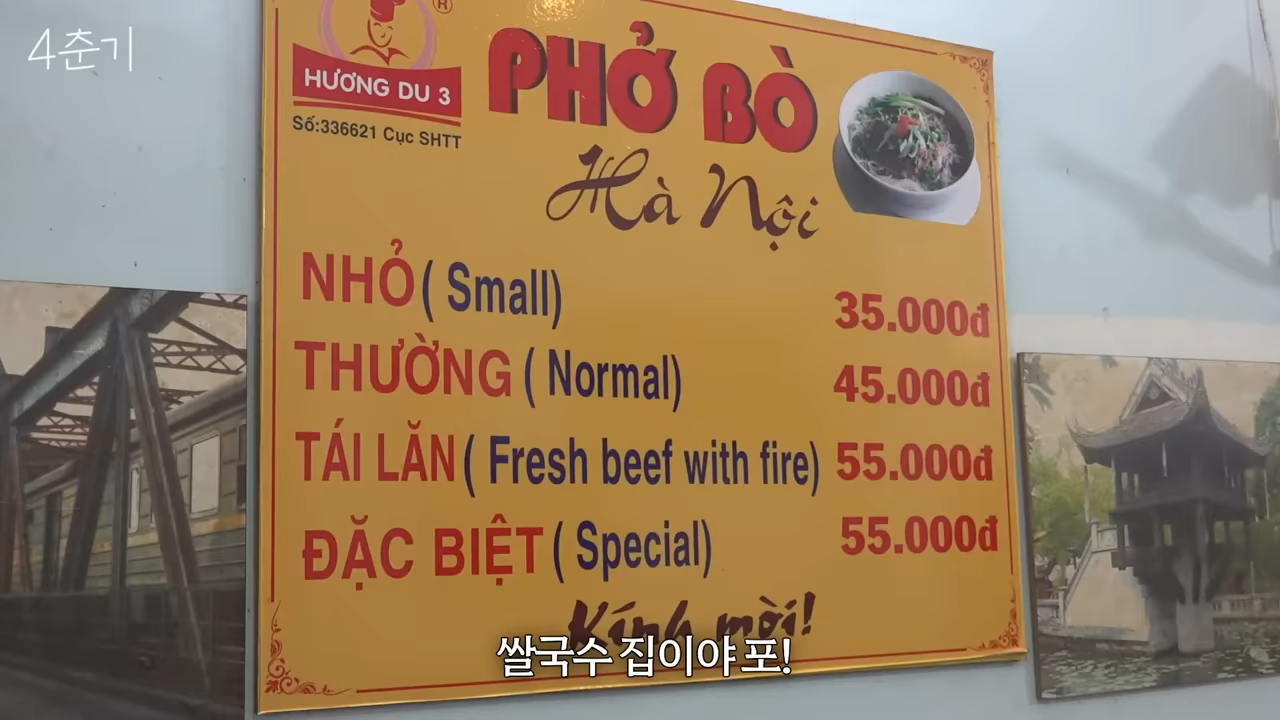 4춘기
®
HƯƠNG DU 3
Số:336621 Cục SHTT
PHỞ BÒ
Hà Nội
NHỎ ( Small) 35.000đ
THƯỜNG ( Normal) 45.000đ
TÁI LĂN ( Fresh beef with fire) 55.000đ
ĐẶC BIỆT ( Special) 55.000đ
Kính mời!
쌀국수 집이야 포!